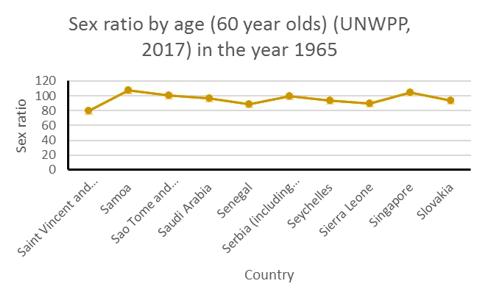 Sex ratio by age (60 year olds) (UNWPP,
2017) in the year 1965
120
100
80
60
40
20
0
Sex ratio
Saint Vincent and...
Samoa
Sao Tome and...
Saudi Arabia
Senegal
Serbia (including...
Seychelles
Sierra Leone
Singapore
Slovakia
Country